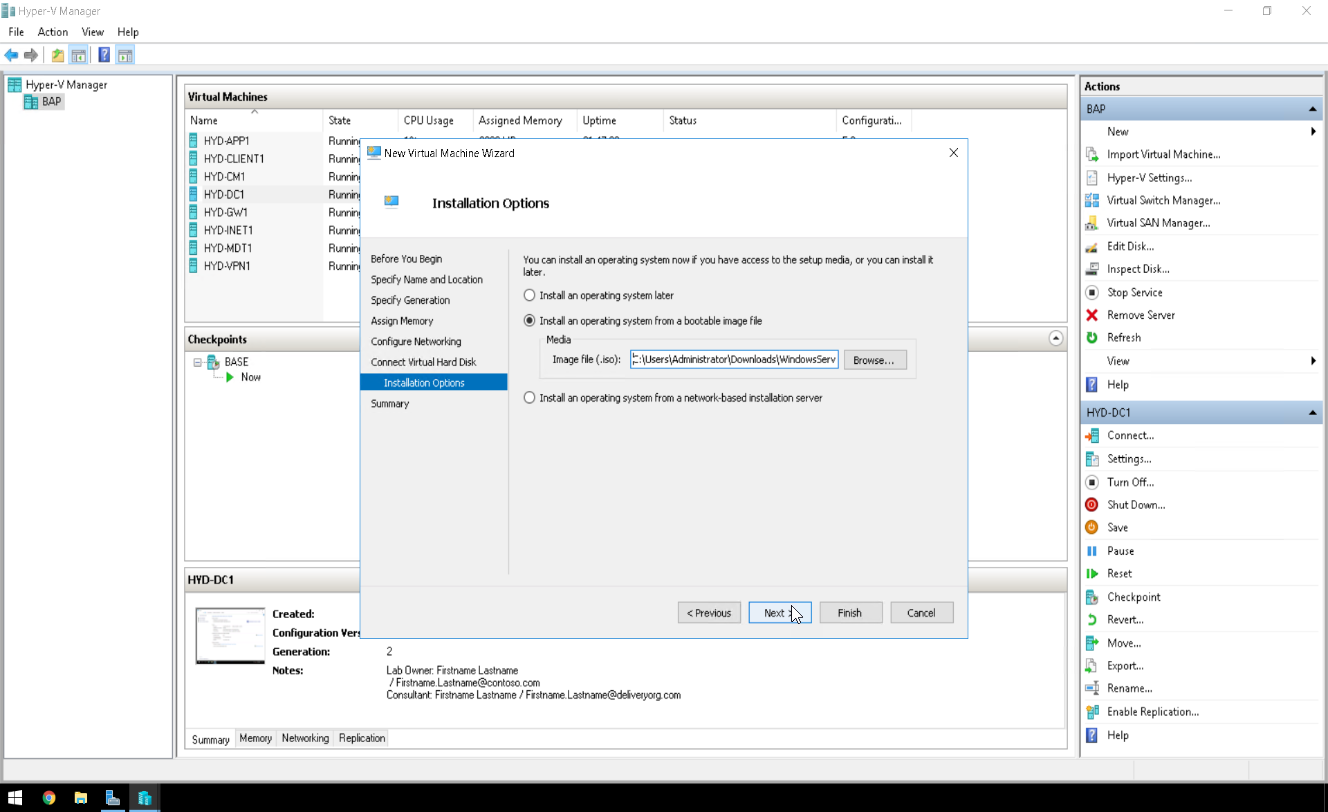 Hyper-V Manager
File Action View Help
Hyper-V Manager
BAP
Virtual Machines
Name State CPU Usage Assigned Memory Uptime Status Configurati...
HYD-APP1 Running
HYD-CLIENT1 Running
HYD-CM1 Running
HYD-DC1 Running
HYD-GW1 Running
HYD-INET1 Running
HYD-MDT1 Running
HYD-VPN1 Running
Checkpoints
BASE
Now
HYD-DC1
Created:
Configuration Vers
Generation: 2
Notes: Lab Owner: Firstname Lastname
/ Firstname.Lastname@contoso.com
Consultant: Firstname Lastname / Firstname.Lastname@deliveryorg.com
Summary Memory Networking Replication
New Virtual Machine Wizard
Installation Options
Before You Begin
Specify Name and Location
Specify Generation
Assign Memory
Configure Networking
Connect Virtual Hard Disk
Installation Options
Summary
You can install an operating system now if you have access to the setup media, or you can install it
later.
Install an operating system later
Install an operating system from a bootable image file
Media
Image file (.iso): C:\Users\Administrator\Downloads\WindowsServ Browse...
Install an operating system from a network-based installation server
< Previous Next > Finish Cancel
Actions
BAP
New
Import Virtual Machine...
Hyper-V Settings...
Virtual Switch Manager...
Virtual SAN Manager...
Edit Disk...
Inspect Disk...
Stop Service
Remove Server
Refresh
View
Help
HYD-DC1
Connect...
Settings...
Turn Off...
Shut Down...
Save
Pause
Reset
Checkpoint
Revert...
Move...
Export...
Rename...
Enable Replication...
Help